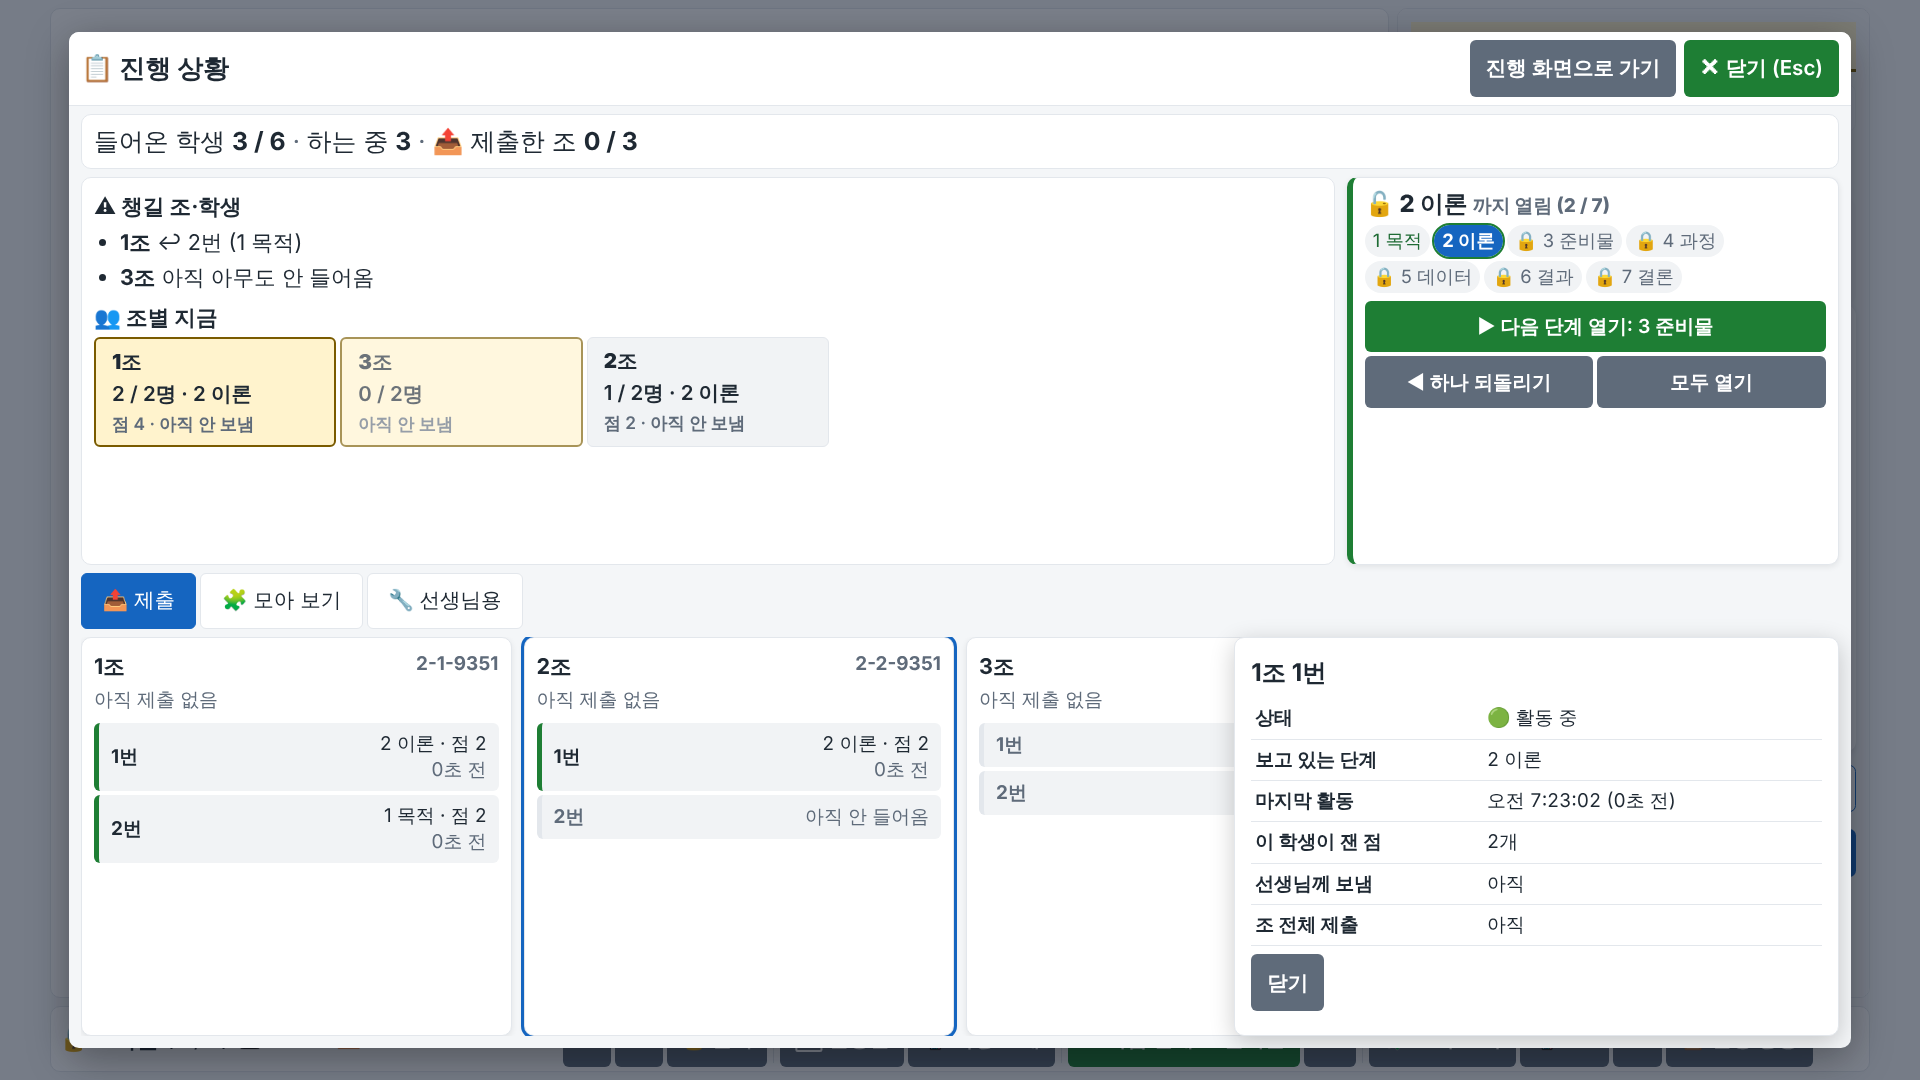 📋 진행 상황
진행 화면으로 가기
✕ 닫기 (Esc)
들어온 학생 3 / 6 · 하는 중 3 · 📤 제출한 조 0 / 3
⚠ 챙길 조·학생
• 1조 ↩ 2번 (1 목적)
• 3조 아직 아무도 안 들어옴
👥 조별 지금
1조
2 / 2명 · 2 이론
점 4 · 아직 안 보냄
3조
0 / 2명
아직 안 보냄
2조
1 / 2명 · 2 이론
점 2 · 아직 안 보냄
🔓 2 이론 까지 열림 (2 / 7)
1 목적 2 이론 🔒 3 준비물 🔒 4 과정
🔒 5 데이터 🔒 6 결과 🔒 7 결론
▶ 다음 단계 열기: 3 준비물
◀ 하나 되돌리기
모두 열기
📤 제출
🧩 모아 보기
🔧 선생님용
1조 2-1-9351
아직 제출 없음
1번 2 이론 · 점 2
0초 전
2번 1 목적 · 점 2
0초 전
2조 2-2-9351
아직 제출 없음
1번 2 이론 · 점 2
0초 전
2번 아직 안 들어옴
3조
아직 제출 없음
1번
2번
1조 1번
상태 🟢 활동 중
보고 있는 단계 2 이론
마지막 활동 오전 7:23:02 (0초 전)
이 학생이 잰 점 2개
선생님께 보냄 아직
조 전체 제출 아직
닫기